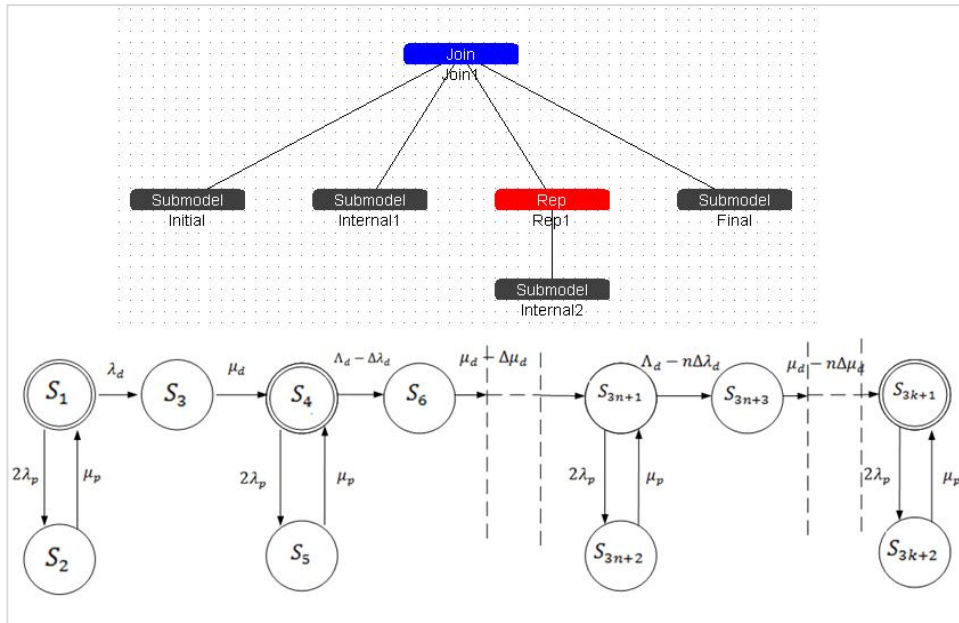 Join
Join1
Submodel Submodel Rep Submodel
Initial Internal1 Rep1 Final
Submodel
Internal2
λ_d μ_d Λ_d − Δλ_d μ_d − Δμ_d Λ_d − nΔλ_d μ_d − nΔμ_d
S_1 S_3 S_4 S_6 S_{3n+1} S_{3n+3} S_{3k+1}
2λ_p μ_p 2λ_p μ_p 2λ_p μ_p 2λ_p μ_p
S_2 S_5 S_{3n+2} S_{3k+2}